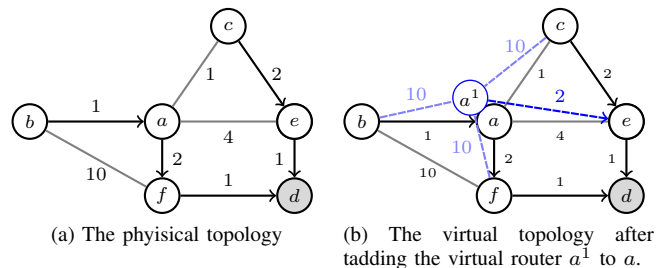 c
c
1
2
10
1
2
10
a¹
2
b
1
a
4
e
b
1
a
4
e
10
2
1
10
10
2
1
f
1
d
f
1
d
(a) The phyisical topology
(b) The virtual topology after
tadding the virtual router a¹ to a.